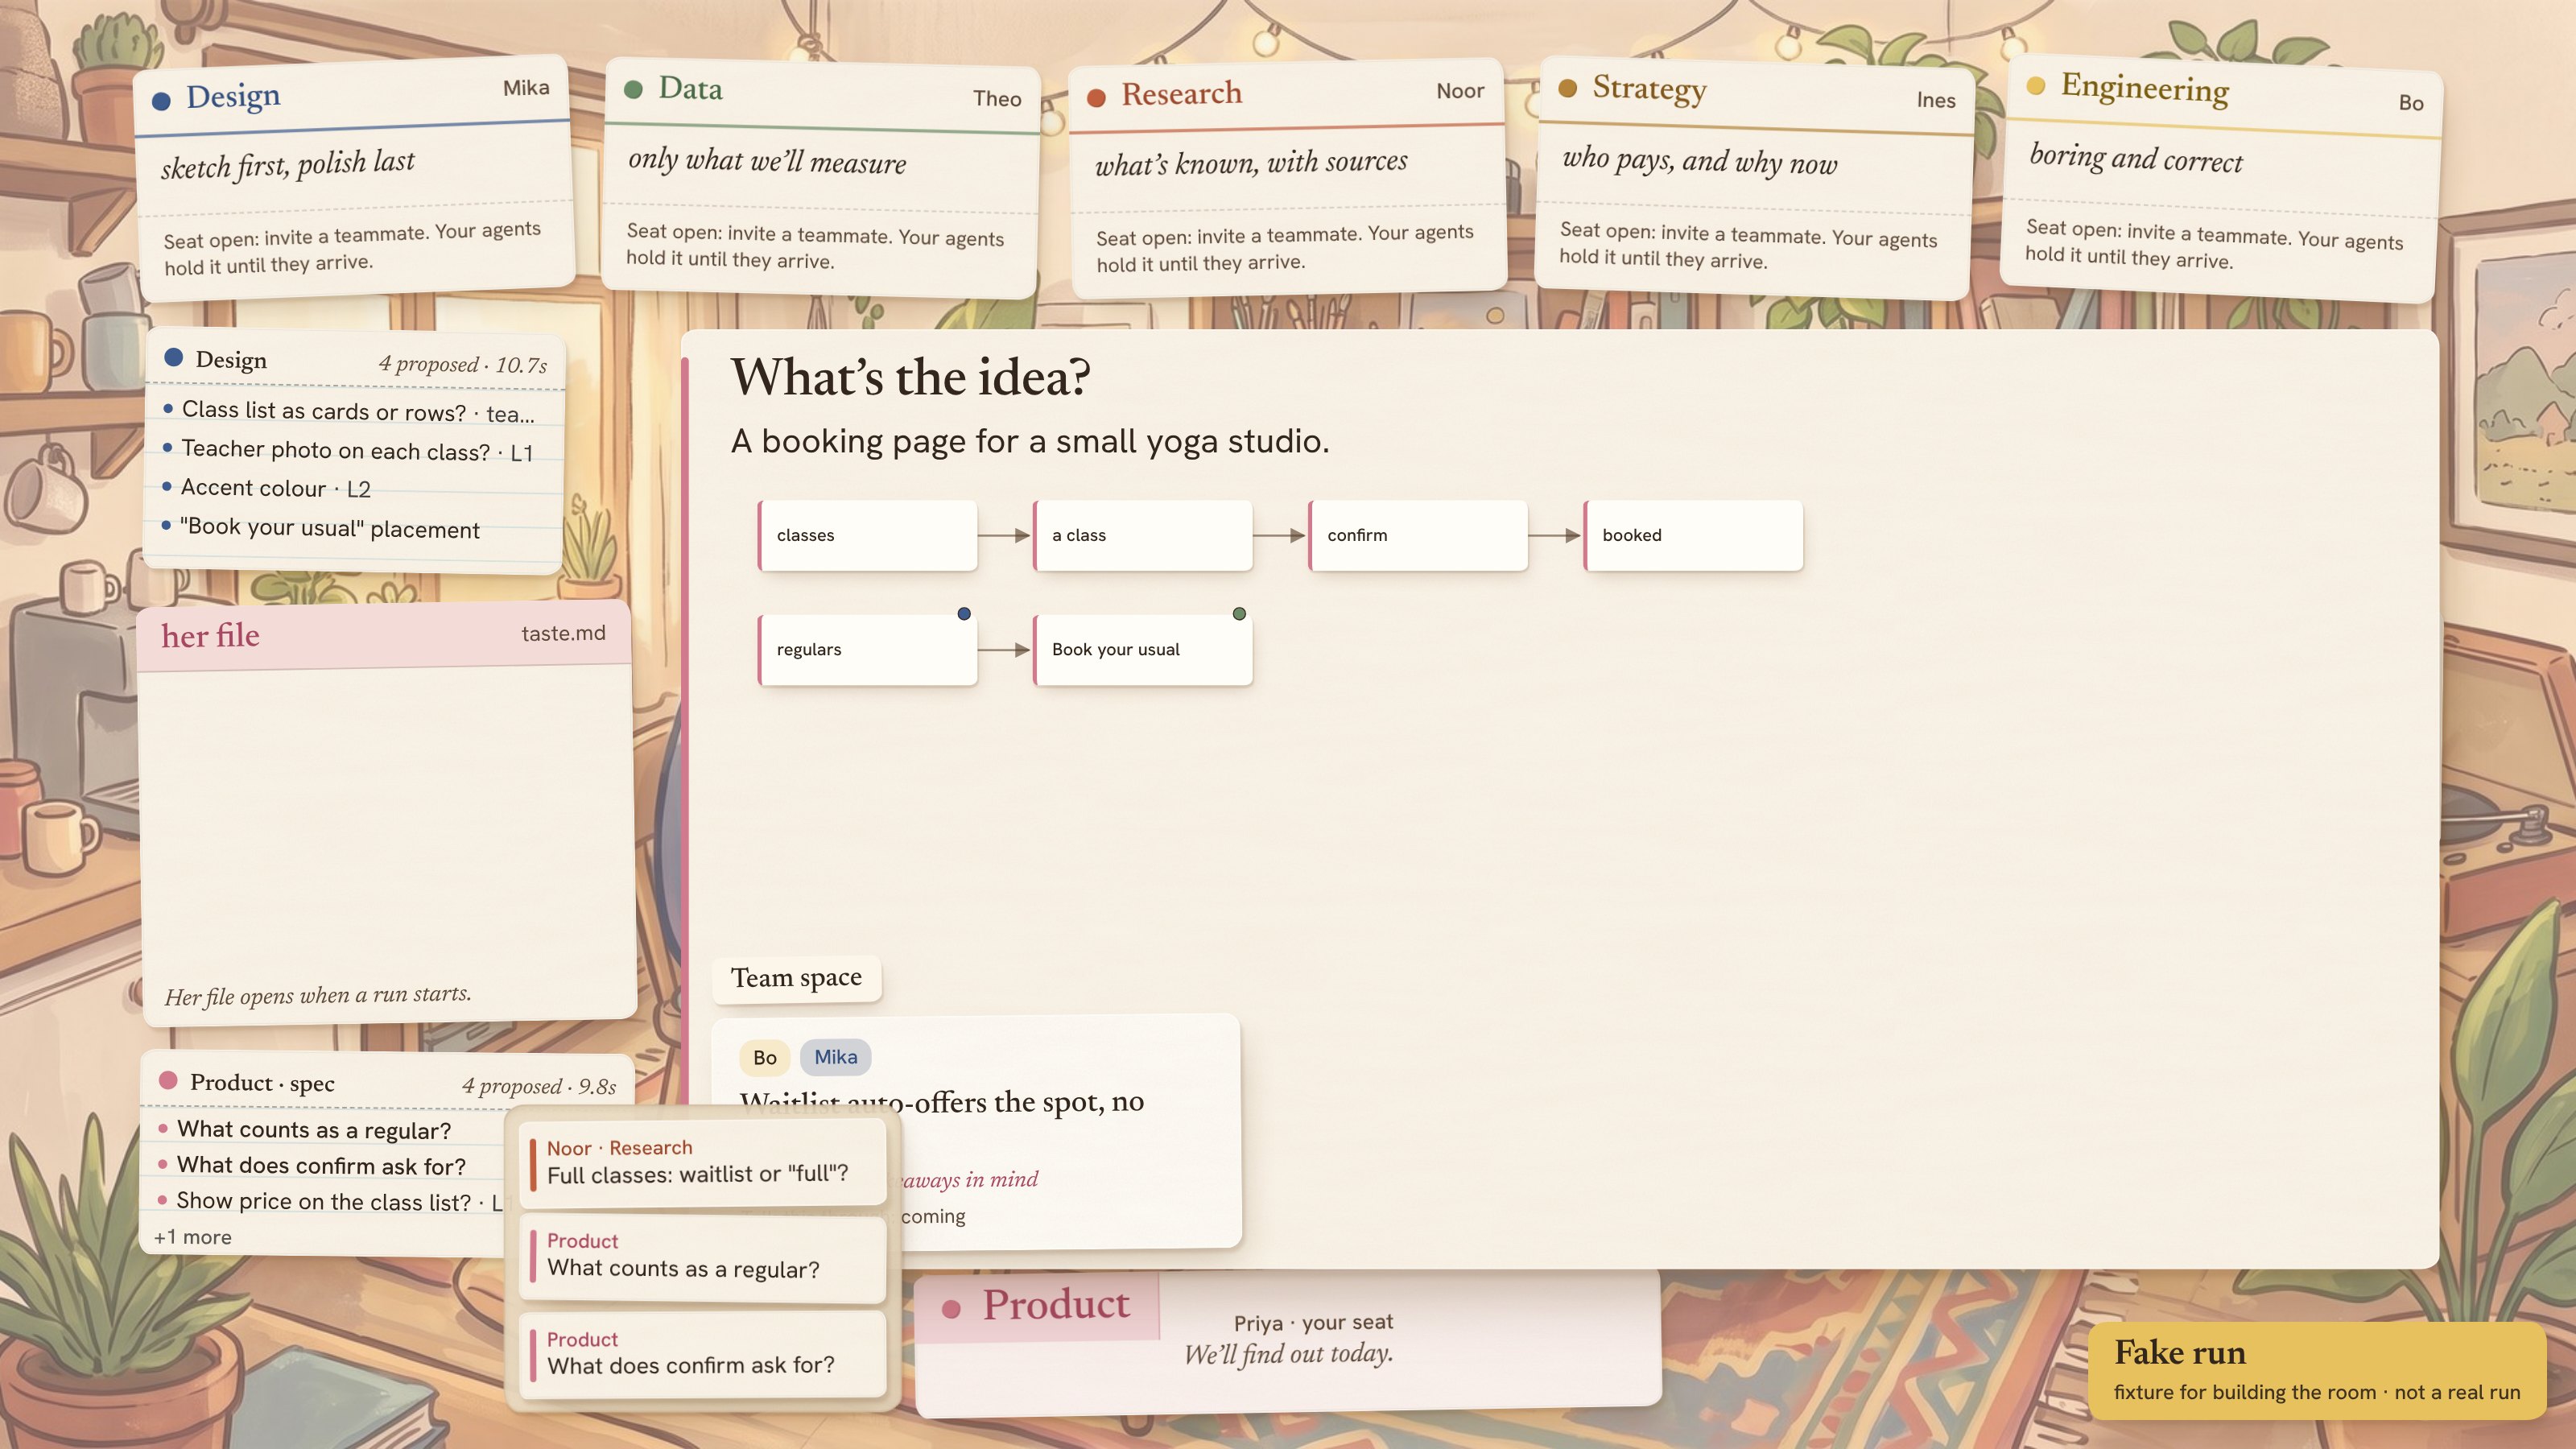 Design
Mika
sketch first, polish last
Seat open: invite a teammate. Your agents
hold it until they arrive.
Data
Theo
only what we’ll measure
Seat open: invite a teammate. Your agents
hold it until they arrive.
Research
Noor
what’s known, with sources
Seat open: invite a teammate. Your agents
hold it until they arrive.
Strategy
Ines
who pays, and why now
Seat open: invite a teammate. Your agents
hold it until they arrive.
Engineering
Bo
boring and correct
Seat open: invite a teammate. Your agents
hold it until they arrive.
Design
4 proposed · 10.7s
Class list as cards or rows? · tea...
Teacher photo on each class? · L1
Accent colour · L2
"Book your usual" placement
her file
taste.md
Her file opens when a run starts.
Product · spec
4 proposed · 9.8s
What counts as a regular?
What does confirm ask for?
Show price on the class list? · L1
+1 more
What’s the idea?
A booking page for a small yoga studio.
classes
a class
confirm
booked
regulars
Book your usual
Team space
Bo
Mika
Waitlist auto-offers the spot, no
in mind
coming
Noor · Research
Full classes: waitlist or "full"?
Product
What counts as a regular?
Product
What does confirm ask for?
Product
Priya · your seat
We’ll find out today.
Fake run
fixture for building the room · not a real run